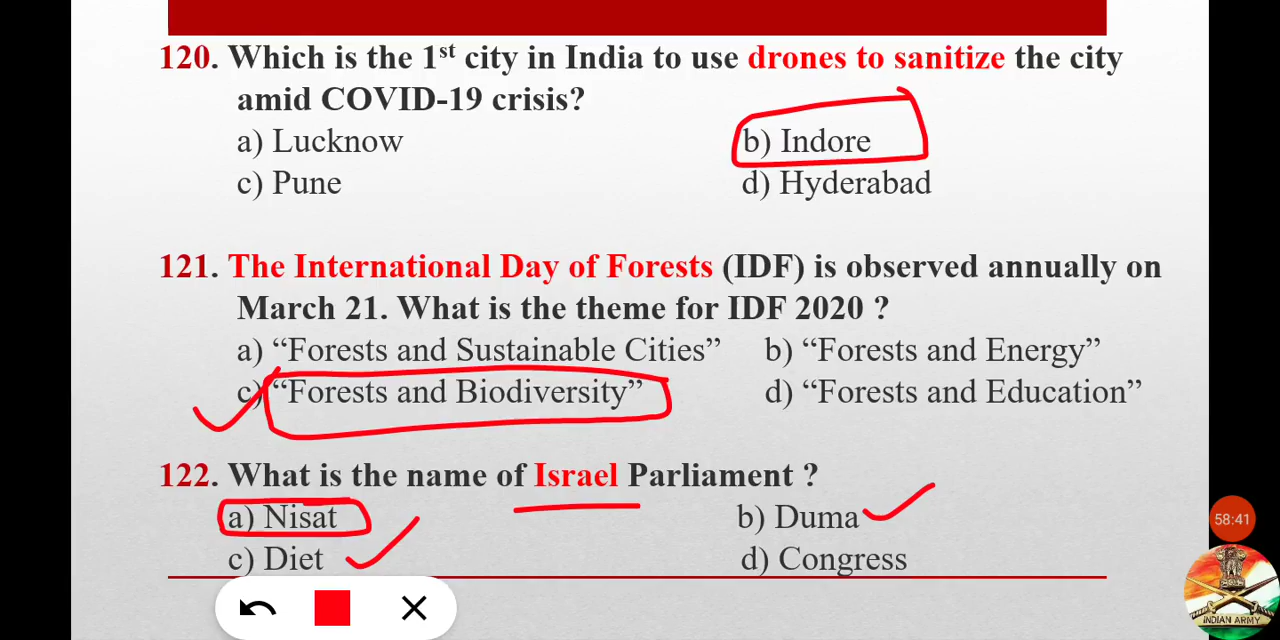 120. Which is the 1st city in India to use drones to sanitize the city
amid COVID-19 crisis?
a) Lucknow b) Indore
c) Pune d) Hyderabad
121. The International Day of Forests (IDF) is observed annually on
March 21. What is the theme for IDF 2020 ?
a) “Forests and Sustainable Cities” b) “Forests and Energy”
c) “Forests and Biodiversity” d) “Forests and Education”
122. What is the name of Israel Parliament ?
a) Nisat b) Duma
c) Diet d) Congress
58:41
INDIAN ARMY